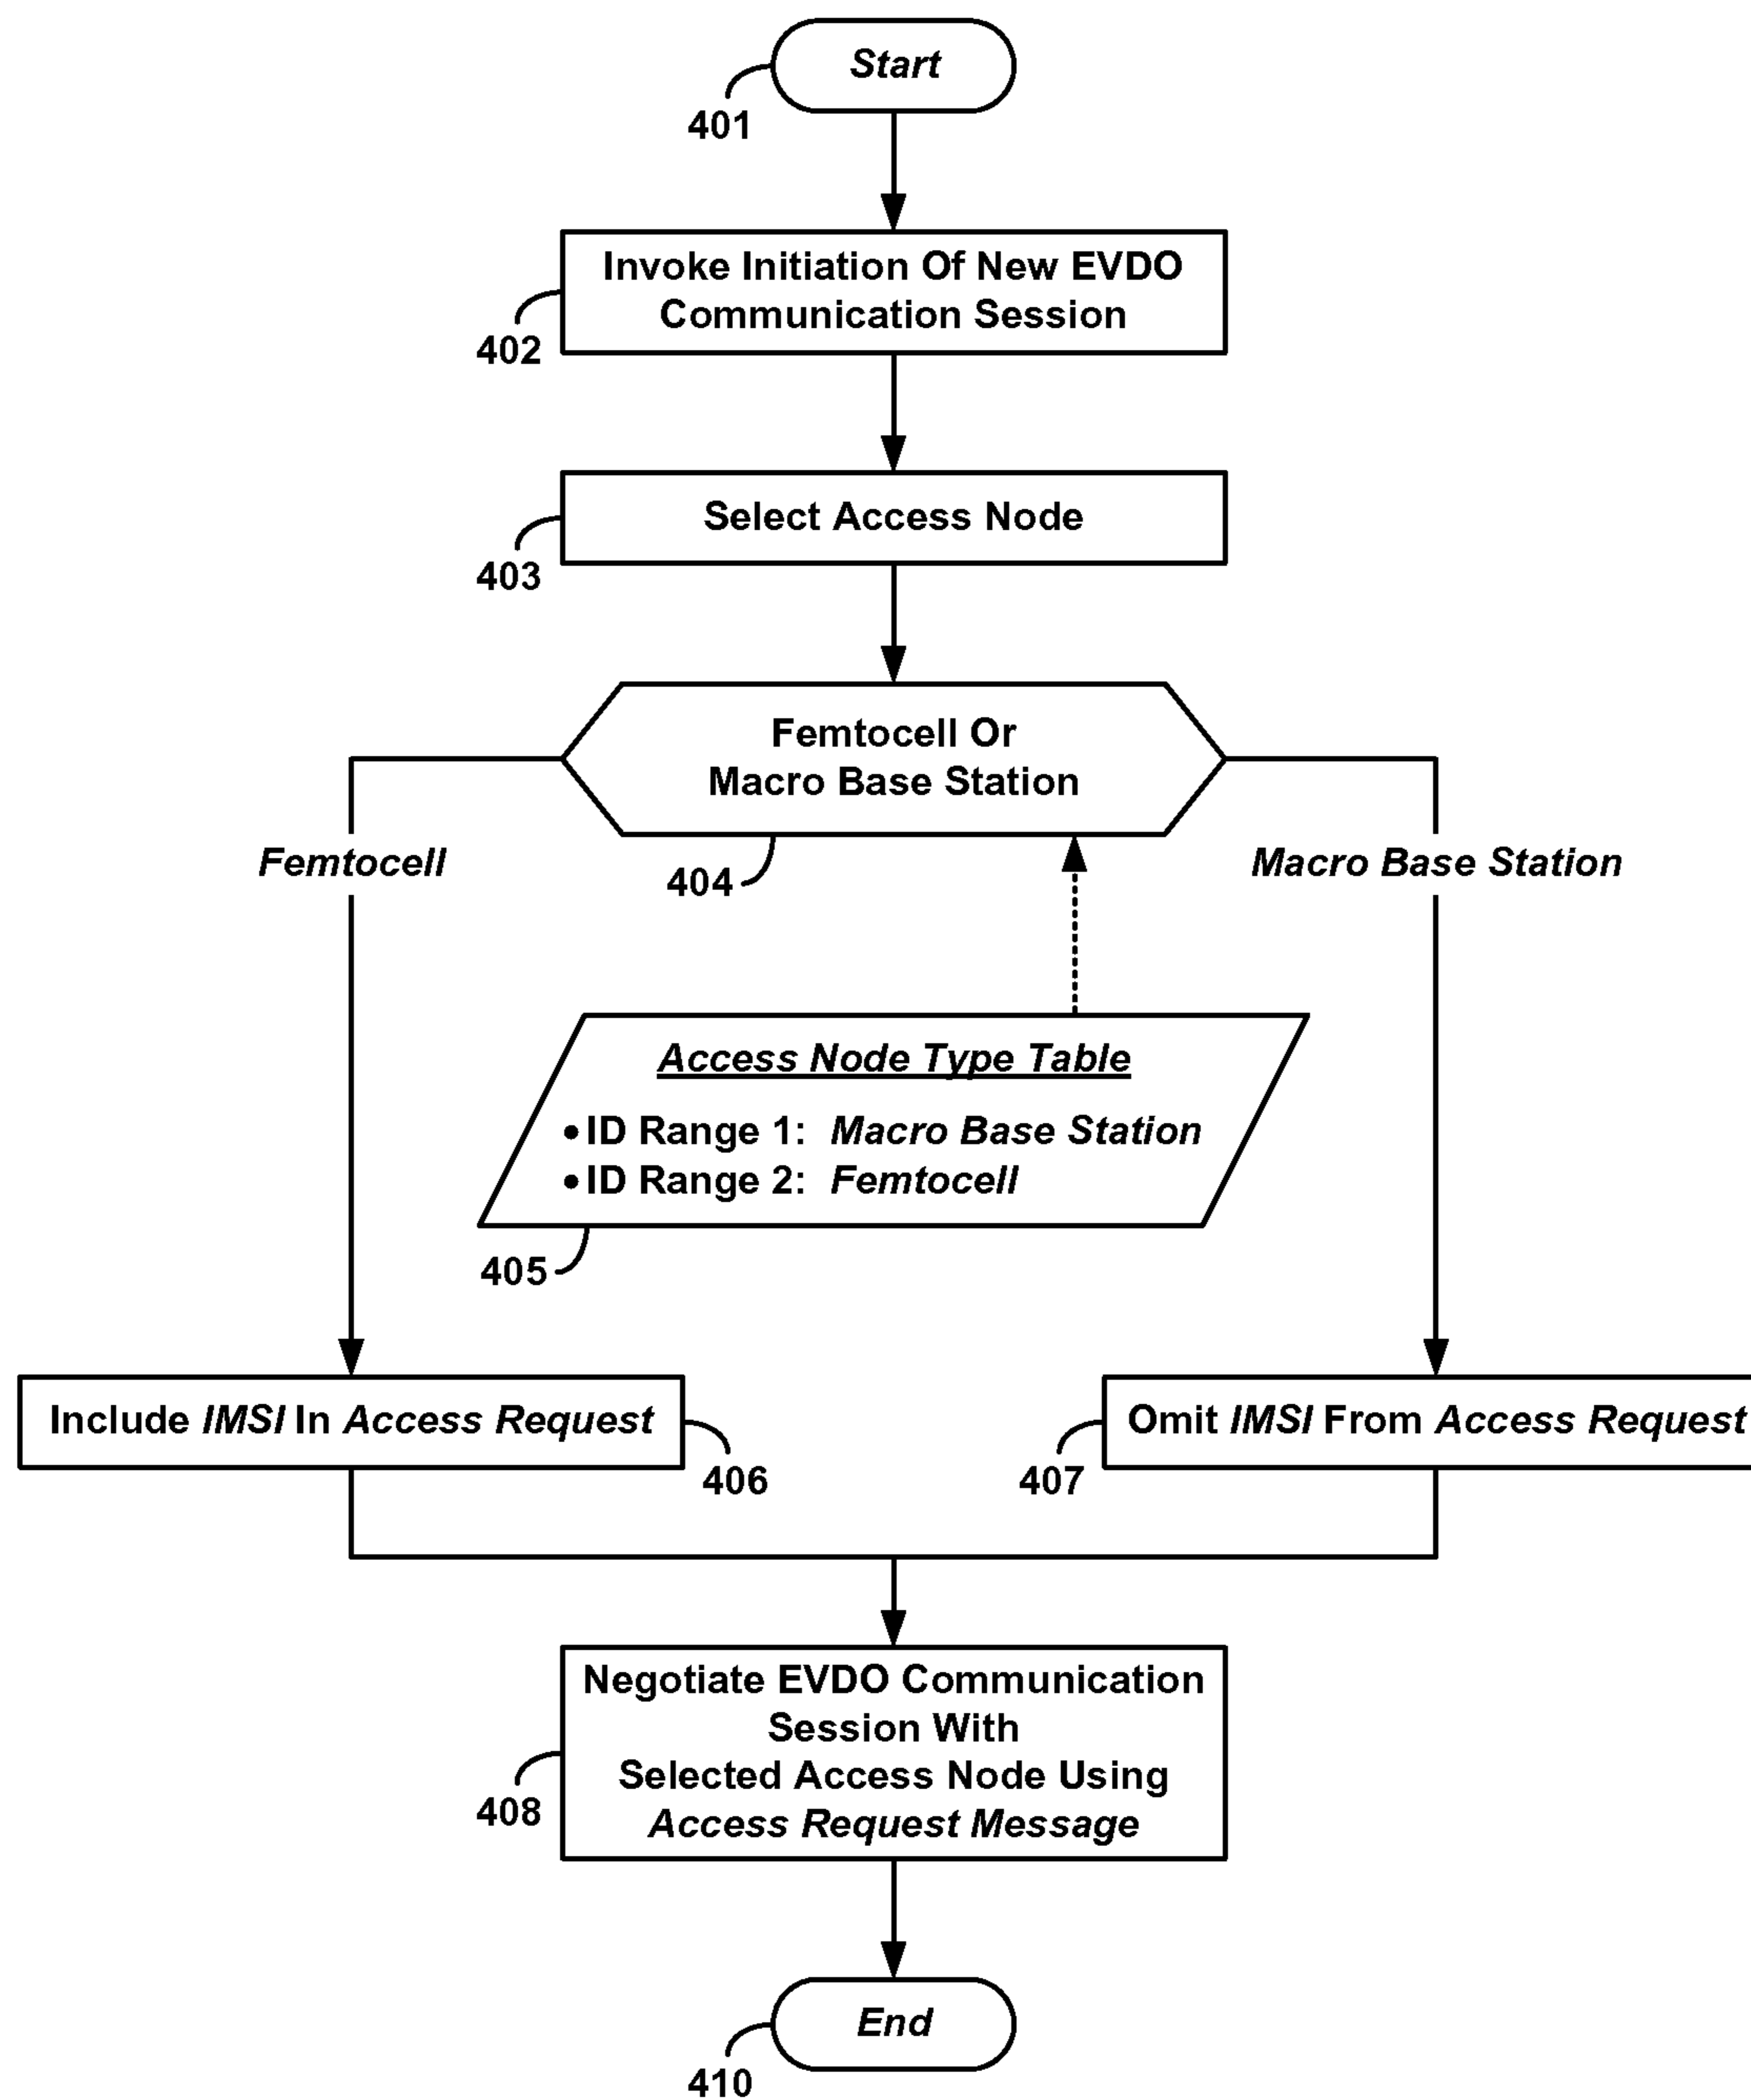 Start
401
Invoke Initiation Of New EVDO
Communication Session
402
Select Access Node
403
Femtocell Or
Macro Base Station
404
Femtocell
Macro Base Station
Access Node Type Table
• ID Range 1: Macro Base Station
• ID Range 2: Femtocell
405
Include IMSI In Access Request
406
Omit IMSI From Access Request
407
Negotiate EVDO Communication
Session With
Selected Access Node Using
Access Request Message
408
End
410